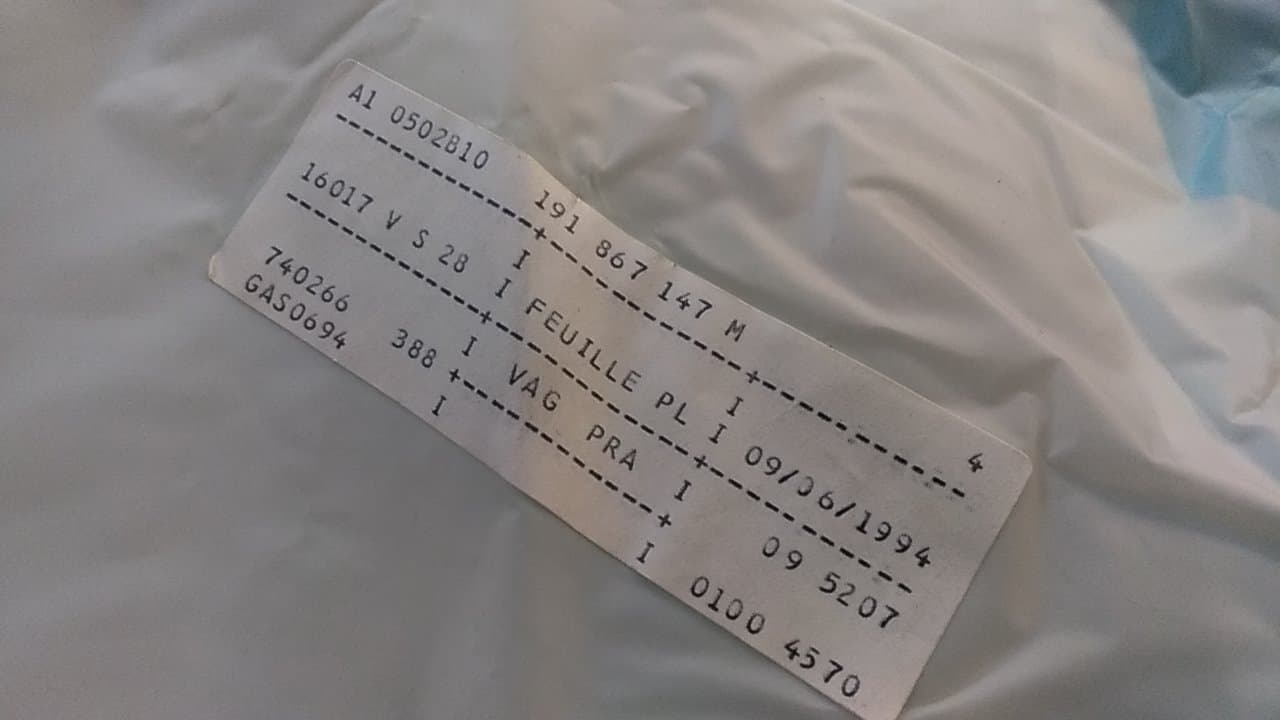 A1 0502810 191 867 147 M 4
----------------+----------------+----------------
16017 V S 28 I FEUILLE PL I 09/06/1994
----------------+----------------+----------------
740266 388 I VAG PRA I 09 5207
GAS0694 +----------------+
I I 0100 4570